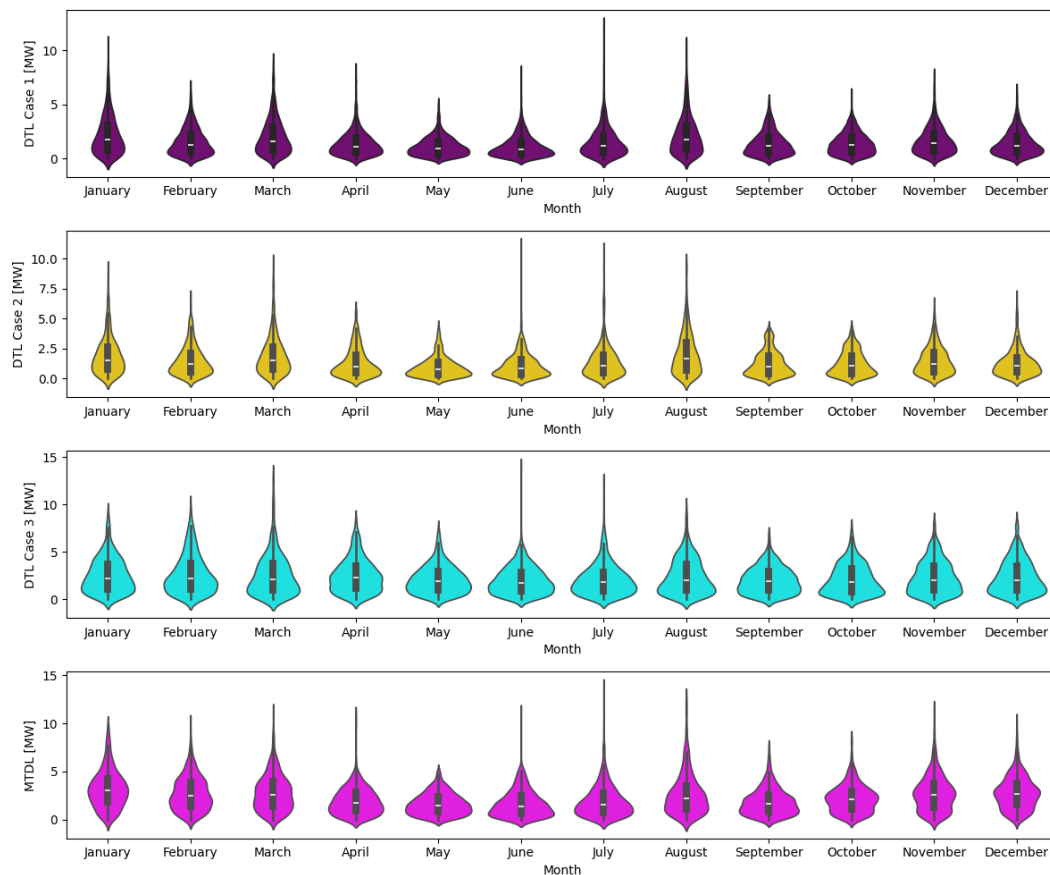 DTL Case 1 [MW]
10
5
0
January February March April May June July August September October November December
Month
DTL Case 2 [MW]
10.0
7.5
5.0
2.5
0.0
January February March April May June July August September October November December
Month
DTL Case 3 [MW]
15
10
5
0
January February March April May June July August September October November December
Month
MTDL [MW]
15
10
5
0
January February March April May June July August September October November December
Month